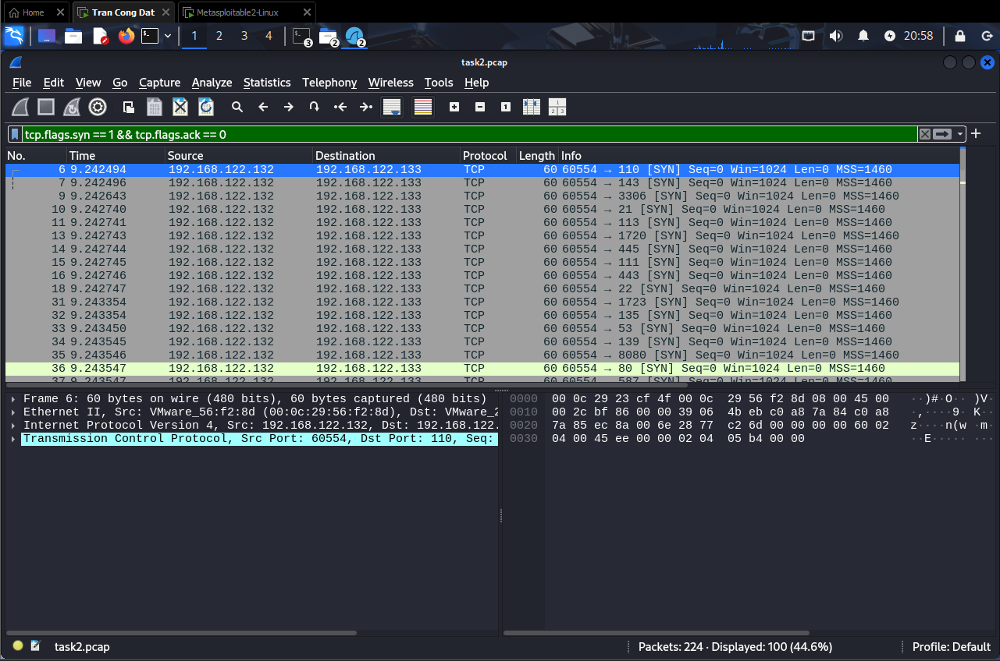 Home
Tran Cong Dat
Metasploitable2-Linux
1 2 3 4 3 2 2 20:58
task2.pcap
File Edit View Go Capture Analyze Statistics Telephony Wireless Tools Help
tcp.flags.syn == 1 && tcp.flags.ack == 0
No. Time Source Destination Protocol Length Info
6 9.242494 192.168.122.132 192.168.122.133 TCP 60 60554 → 110 [SYN] Seq=0 Win=1024 Len=0 MSS=1460
7 9.242496 192.168.122.132 192.168.122.133 TCP 60 60554 → 143 [SYN] Seq=0 Win=1024 Len=0 MSS=1460
9 9.242643 192.168.122.132 192.168.122.133 TCP 60 60554 → 3306 [SYN] Seq=0 Win=1024 Len=0 MSS=1460
10 9.242740 192.168.122.132 192.168.122.133 TCP 60 60554 → 21 [SYN] Seq=0 Win=1024 Len=0 MSS=1460
11 9.242741 192.168.122.132 192.168.122.133 TCP 60 60554 → 113 [SYN] Seq=0 Win=1024 Len=0 MSS=1460
13 9.242743 192.168.122.132 192.168.122.133 TCP 60 60554 → 1720 [SYN] Seq=0 Win=1024 Len=0 MSS=1460
14 9.242744 192.168.122.132 192.168.122.133 TCP 60 60554 → 445 [SYN] Seq=0 Win=1024 Len=0 MSS=1460
15 9.242745 192.168.122.132 192.168.122.133 TCP 60 60554 → 111 [SYN] Seq=0 Win=1024 Len=0 MSS=1460
16 9.242746 192.168.122.132 192.168.122.133 TCP 60 60554 → 443 [SYN] Seq=0 Win=1024 Len=0 MSS=1460
18 9.242747 192.168.122.132 192.168.122.133 TCP 60 60554 → 22 [SYN] Seq=0 Win=1024 Len=0 MSS=1460
31 9.243354 192.168.122.132 192.168.122.133 TCP 60 60554 → 1723 [SYN] Seq=0 Win=1024 Len=0 MSS=1460
32 9.243354 192.168.122.132 192.168.122.133 TCP 60 60554 → 135 [SYN] Seq=0 Win=1024 Len=0 MSS=1460
33 9.243450 192.168.122.132 192.168.122.133 TCP 60 60554 → 53 [SYN] Seq=0 Win=1024 Len=0 MSS=1460
34 9.243545 192.168.122.132 192.168.122.133 TCP 60 60554 → 139 [SYN] Seq=0 Win=1024 Len=0 MSS=1460
35 9.243546 192.168.122.132 192.168.122.133 TCP 60 60554 → 8080 [SYN] Seq=0 Win=1024 Len=0 MSS=1460
36 9.243547 192.168.122.132 192.168.122.133 TCP 60 60554 → 80 [SYN] Seq=0 Win=1024 Len=0 MSS=1460
37 9.243547 192.168.122.132 192.168.122.133 TCP 60 60554 → 587 [SYN] Seq=0 Win=1024 Len=0 MSS=1460
Frame 6: 60 bytes on wire (480 bits), 60 bytes captured (480 bits)
Ethernet II, Src: VMware_56:f2:8d (00:0c:29:56:f2:8d), Dst: VMware_2
Internet Protocol Version 4, Src: 192.168.122.132, Dst: 192.168.122.
Transmission Control Protocol, Src Port: 60554, Dst Port: 110, Seq:
0000 00 0c 29 23 cf 4f 00 0c 29 56 f2 8d 08 00 45 00 ··)#·O·· )V····E·
0010 00 2c bf 86 00 00 39 06 4b eb c0 a8 7a 84 c0 a8 ·,····9· K···z···
0020 7a 85 ec 8a 00 6e 28 77 c2 6d 00 00 00 00 60 02 z····n(w ·m····`·
0030 04 00 45 ee 00 00 02 04 05 b4 00 00 ··E····· ····
task2.pcap
Packets: 224 · Displayed: 100 (44.6%)
Profile: Default